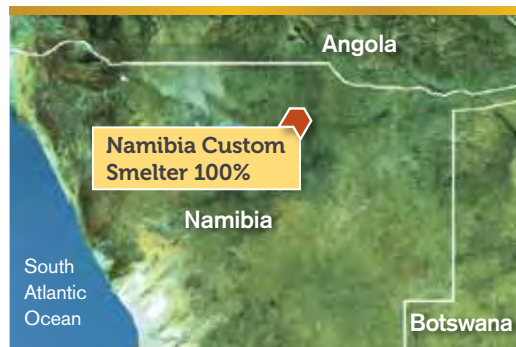 Angola
Namibia Custom
Smelter 100%
Namibia
South
Atlantic
Ocean
Botswana